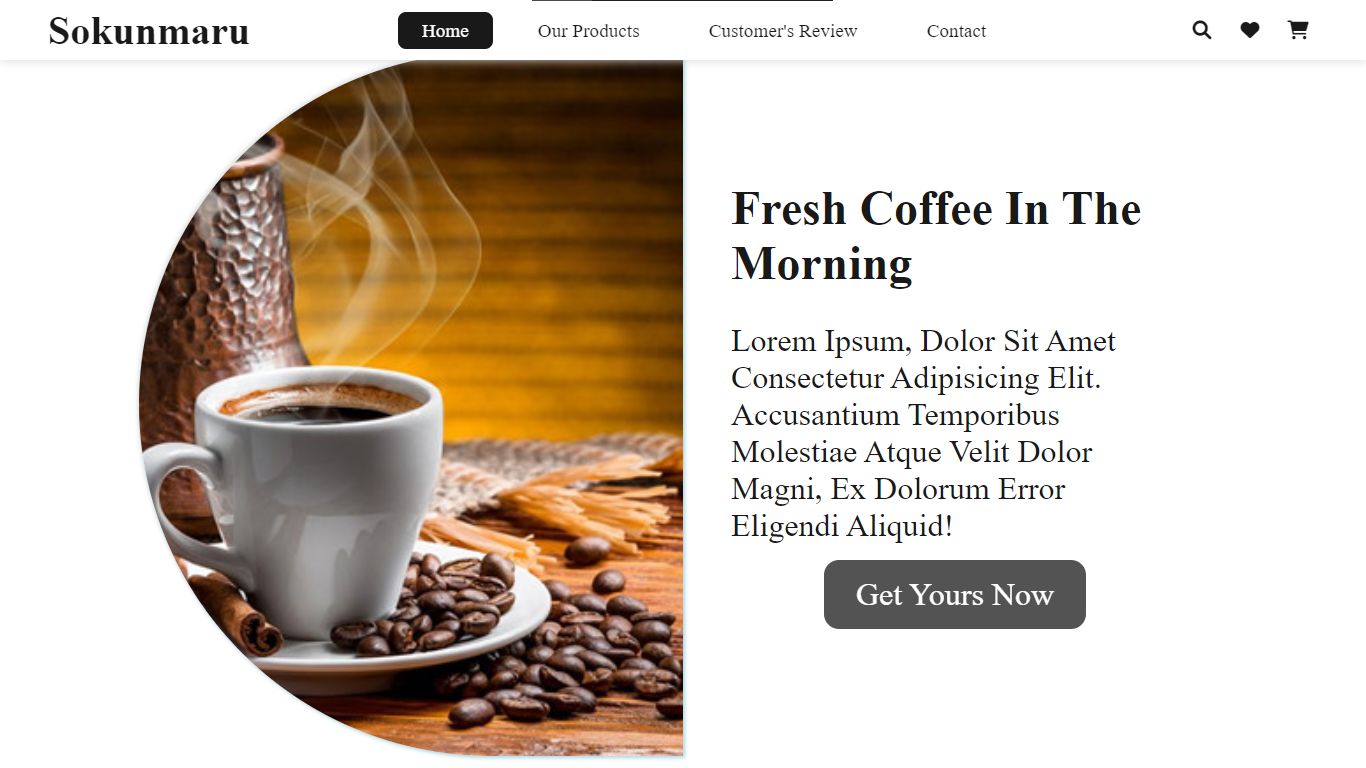 Sokunmaru
Home
Our Products
Customer's Review
Contact
Fresh Coffee In The
Morning
Lorem Ipsum, Dolor Sit Amet
Consectetur Adipisicing Elit.
Accusantium Temporibus
Molestiae Atque Velit Dolor
Magni, Ex Dolorum Error
Eligendi Aliquid!
Get Yours Now